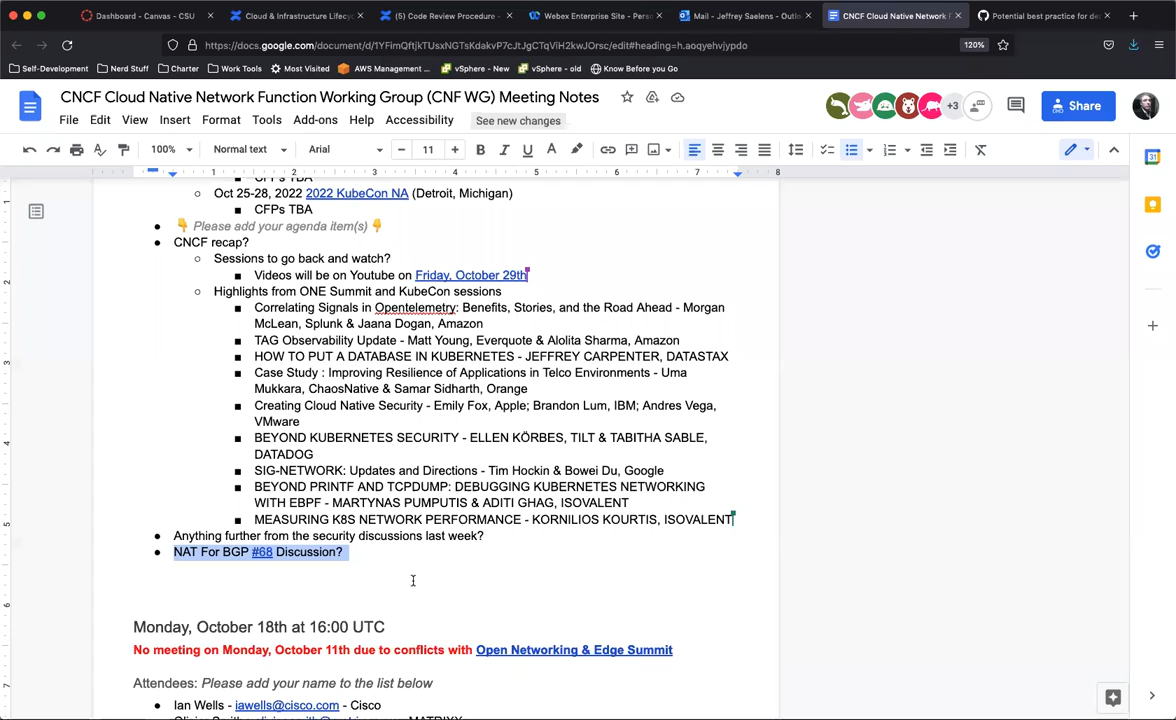 Dashboard - Canvas - CSU
Cloud & Infrastructure Lifecyc
(5) Code Review Procedure -
Webex Enterprise Site - Perso
Mail - Jeffrey Saelens - Outlo
CNCF Cloud Native Network F
Potential best practice for de
https://docs.google.com/document/d/1YFimQftjkTUsxNGTsKdakvP7cJtJgCTqViH2kwJOrsc/edit#heading=h.aoqyehvjypdo
120%
Self-Development
Nerd Stuff
Charter
Work Tools
Most Visited
AWS Management ...
vSphere - New
vSphere - old
Know Before you Go
CNCF Cloud Native Network Function Working Group (CNF WG) Meeting Notes
+3
Share
File Edit View Insert Format Tools Add-ons Help Accessibility
See new changes
100%
Normal text
Arial
11
B I U A
1 2 3 4 5 6 7 8
CFPs TBA
Oct 25-28, 2022 2022 KubeCon NA (Detroit, Michigan)
CFPs TBA
👇 Please add your agenda item(s) 👇
CNCF recap?
Sessions to go back and watch?
Videos will be on Youtube on Friday, October 29th
Highlights from ONE Summit and KubeCon sessions
Correlating Signals in Opentelemetry: Benefits, Stories, and the Road Ahead - Morgan
McLean, Splunk & Jaana Dogan, Amazon
TAG Observability Update - Matt Young, Everquote & Alolita Sharma, Amazon
HOW TO PUT A DATABASE IN KUBERNETES - JEFFREY CARPENTER, DATASTAX
Case Study : Improving Resilience of Applications in Telco Environments - Uma
Mukkara, ChaosNative & Samar Sidharth, Orange
Creating Cloud Native Security - Emily Fox, Apple; Brandon Lum, IBM; Andres Vega,
VMware
BEYOND KUBERNETES SECURITY - ELLEN KÖRBES, TILT & TABITHA SABLE,
DATADOG
SIG-NETWORK: Updates and Directions - Tim Hockin & Bowei Du, Google
BEYOND PRINTF AND TCPDUMP: DEBUGGING KUBERNETES NETWORKING
WITH EBPF - MARTYNAS PUMPUTIS & ADITI GHAG, ISOVALENT
MEASURING K8S NETWORK PERFORMANCE - KORNILIOS KOURTIS, ISOVALENT
Anything further from the security discussions last week?
NAT For BGP #68 Discussion?
Monday, October 18th at 16:00 UTC
No meeting on Monday, October 11th due to conflicts with Open Networking & Edge Summit
Attendees: Please add your name to the list below
Ian Wells - iawells@cisco.com - Cisco